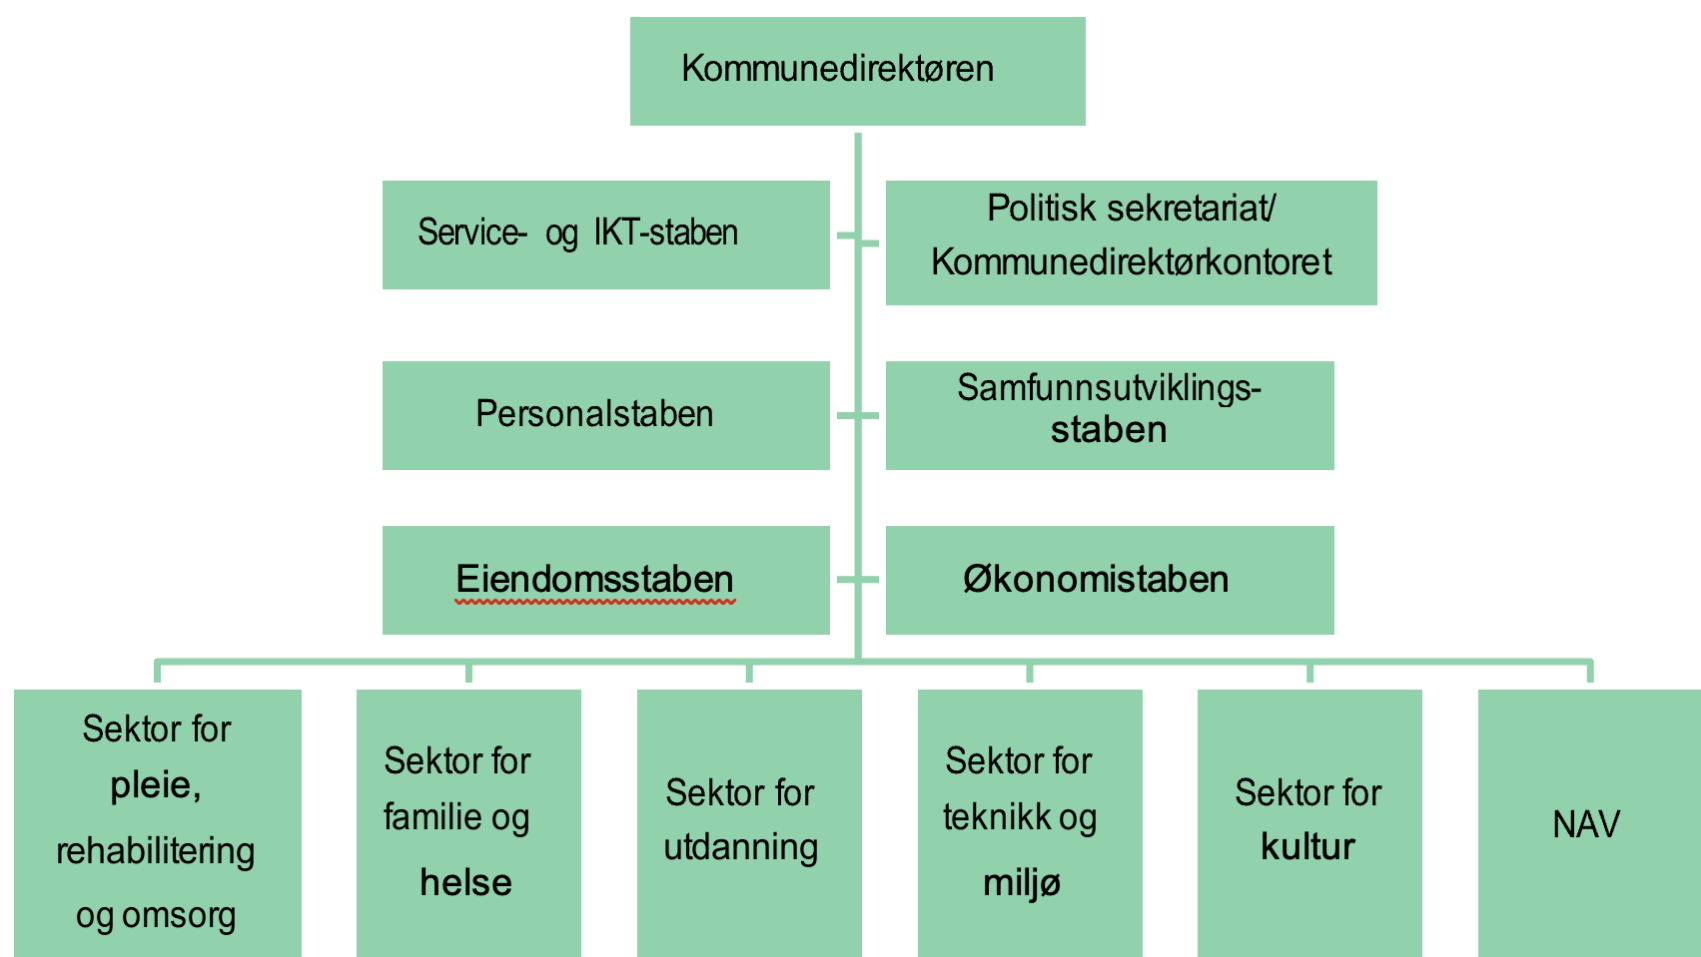 Kommunedirektøren
Service- og IKT-staben
Politisk sekretariat/
Kommunedirektørkontoret
Personalstaben
Samfunnsutviklings-
staben
Eiendomsstaben
Økonomistaben
Sektor for
pleie,
rehabilitering
og omsorg
Sektor for
familie og
helse
Sektor for
utdanning
Sektor for
teknikk og
miljø
Sektor for
kultur
NAV